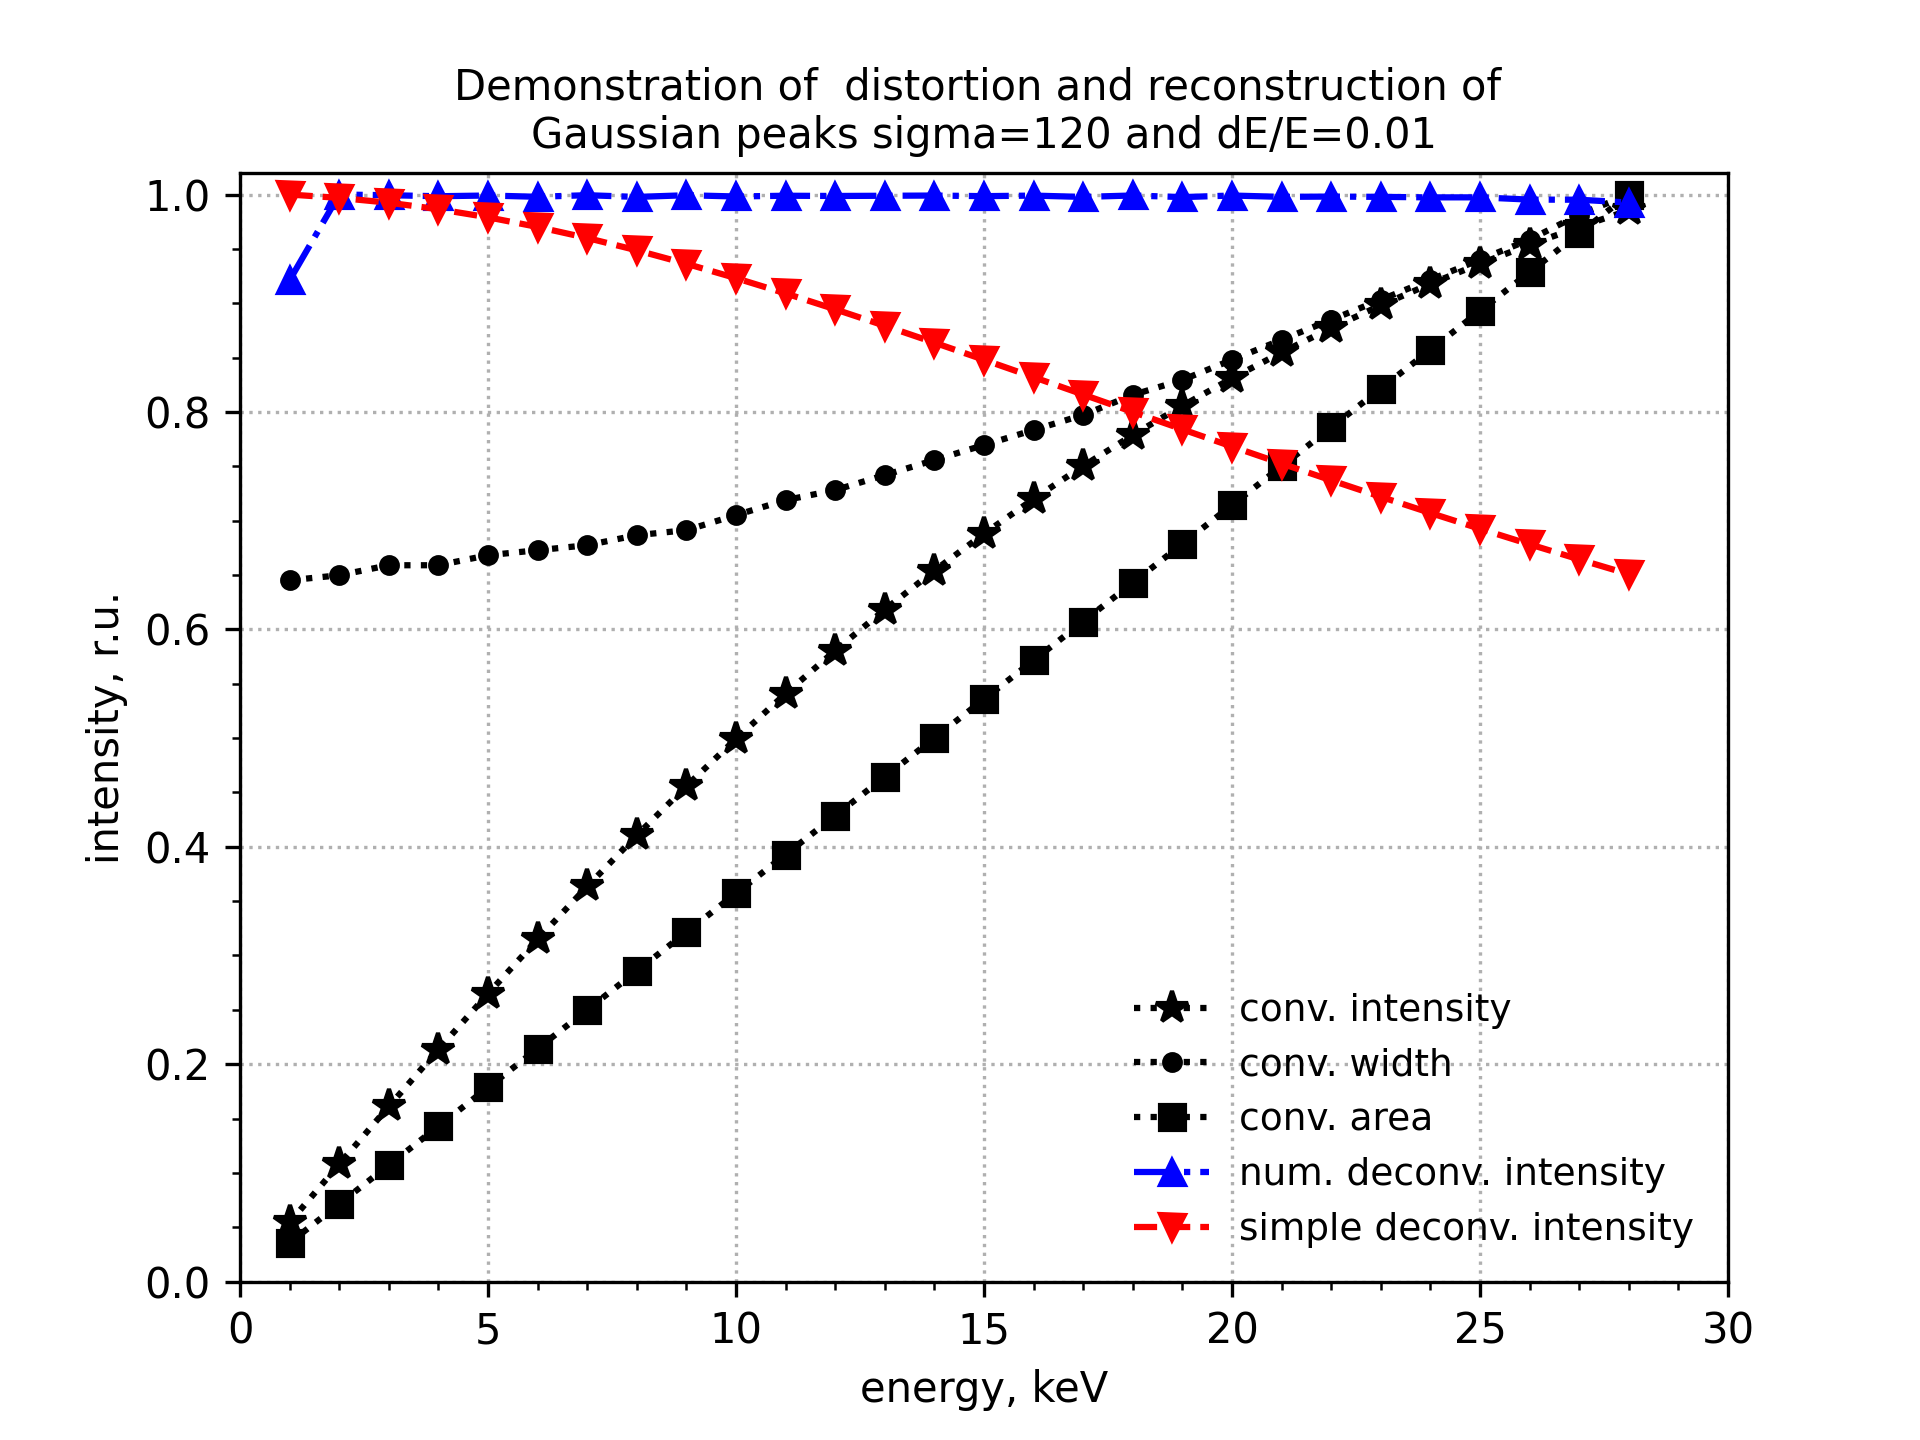 Demonstration of  distortion and reconstruction of
Gaussian peaks sigma=120 and dE/E=0.01
1.0
0.8
0.6
0.4
0.2
0.0
intensity, r.u.
conv. intensity
conv. width
conv. area
num. deconv. intensity
simple deconv. intensity
0 5 10 15 20 25 30
energy, keV